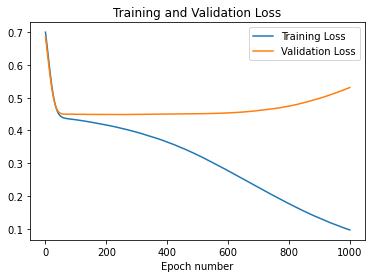 Training and Validation Loss
Training Loss
Validation Loss
0.7
0.6
0.5
0.4
0.3
0.2
0.1
0 200 400 600 800 1000
Epoch number